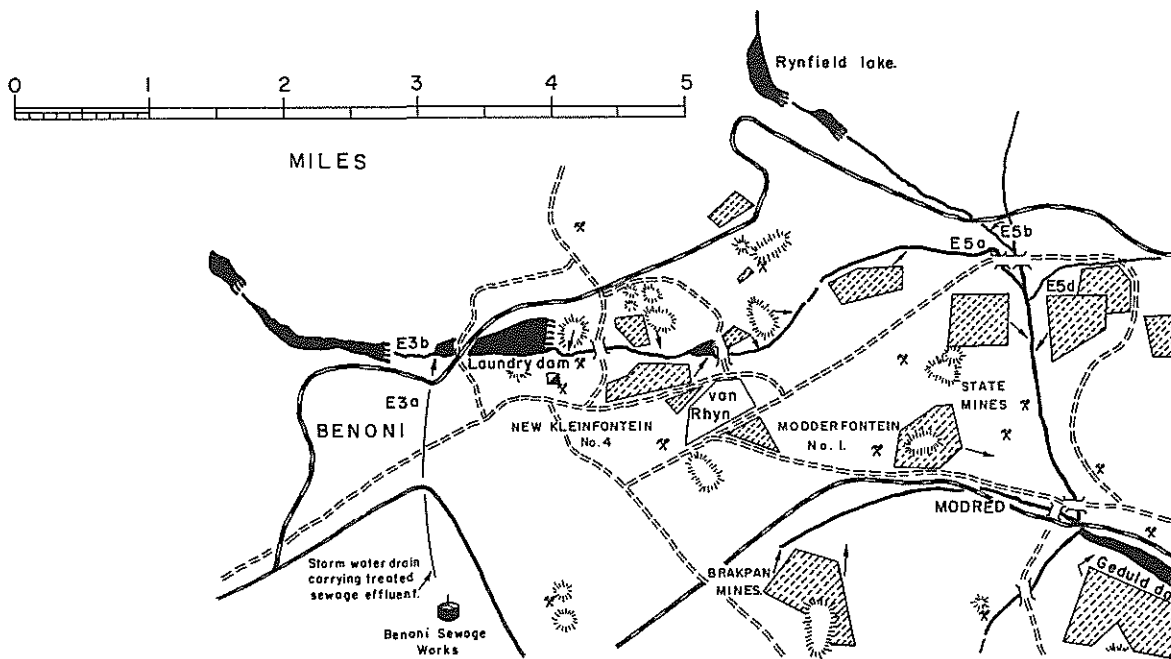 0 1 2 3 4 5
MILES
Rynfield lake.
E5b
E5a
E5d
E3b
Laundry dam
E3a
BENONI
NEW KLEINFONTEIN
No. 4
van
Rhyn
MODDERFONTEIN
No. I.
STATE
MINES
MODRED
Storm water drain
carrying treated
sewage effluent.
Benoni Sewage
Works
BRAKPAN
MINES.
Geduld da